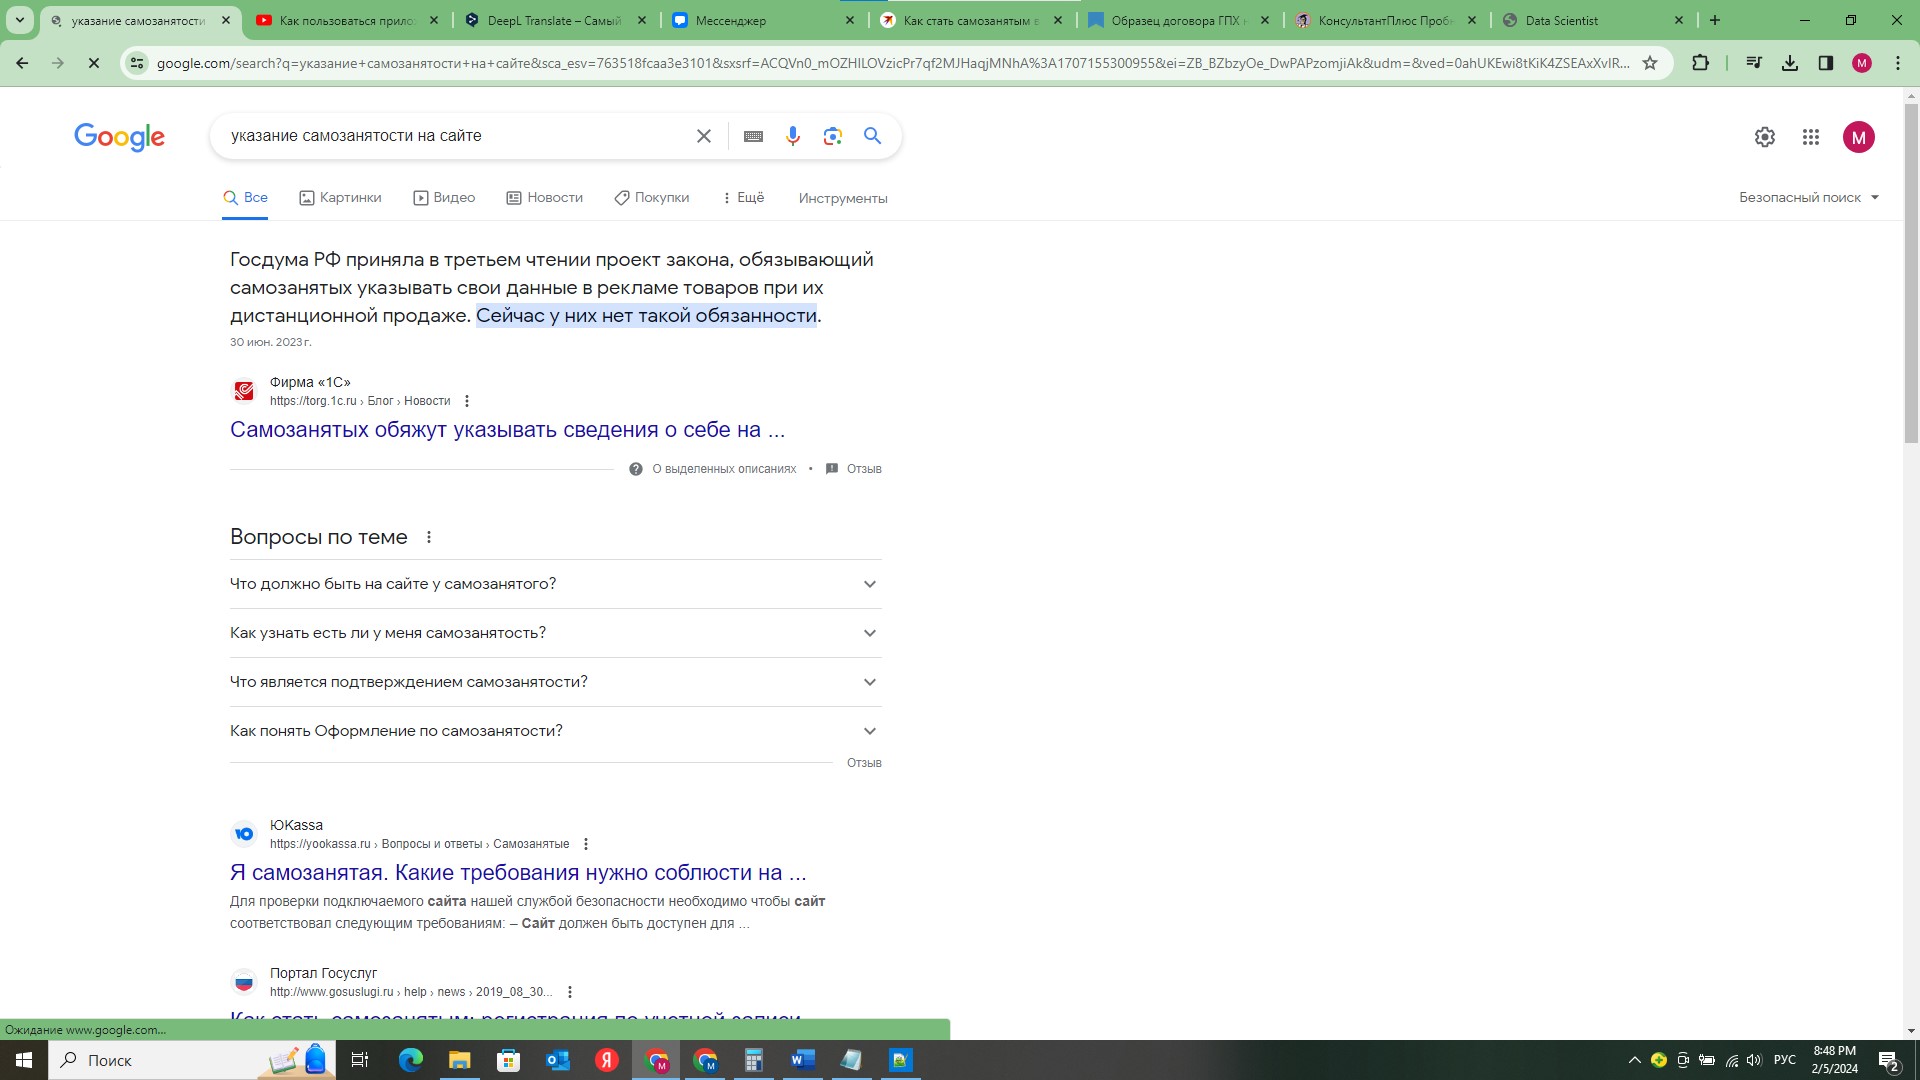 указание самозанятости
Как пользоваться прило
DeepL Translate – Самый
Мессенджер
Как стать самозанятым в
Образец договора ГПХ н
КонсультантПлюс Проб
Data Scientist
google.com/search?q=указание+самозанятости+на+сайте&sca_esv=763518fcaa3e3101&sxsrf=ACQVn0_mOZHILOVzicPr7qf2MJHaqjMNhA%3A1707155300955&ei=ZB_BZbzyOe_DwPAPzomjiAk&udm=&ved=0ahUKEwi8tKiK4ZSEAxXvIR...
M
Google
указание самозанятости на сайте
M
Все
Картинки
Видео
Новости
Покупки
Ещё
Инструменты
Безопасный поиск
Госдума РФ приняла в третьем чтении проект закона, обязывающий
самозанятых указывать свои данные в рекламе товаров при их
дистанционной продаже. Сейчас у них нет такой обязанности.
30 июн. 2023 г.
Фирма «1С»
https://torg.1c.ru › Блог › Новости
Самозанятых обяжут указывать сведения о себе на ...
О выделенных описаниях • Отзыв
Вопросы по теме
Что должно быть на сайте у самозанятого?
Как узнать есть ли у меня самозанятость?
Что является подтверждением самозанятости?
Как понять Оформление по самозанятости?
Отзыв
ЮKassa
https://yookassa.ru › Вопросы и ответы › Самозанятые
Я самозанятая. Какие требования нужно соблюсти на ...
Для проверки подключаемого сайта нашей службой безопасности необходимо чтобы сайт
соответствовал следующим требованиям: – Сайт должен быть доступен для ...
Портал Госуслуг
http://www.gosuslugi.ru › help › news › 2019_08_30...
Как стать самозанятым: регистрация по учетной записи
Ожидание www.google.com...
Поиск
РУС
8:48 PM
2/5/2024
2